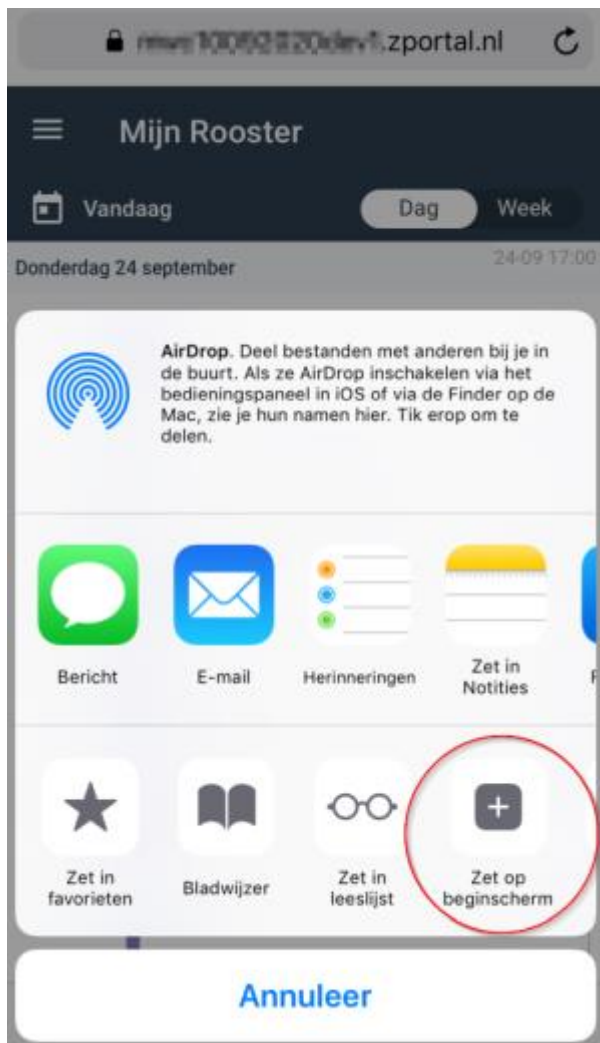 .zportal.nl
Mijn Rooster
Vandaag
Dag
Week
Donderdag 24 september
24-09 17:00
AirDrop. Deel bestanden met anderen bij je in
de buurt. Als ze AirDrop inschakelen via het
bedieningspaneel in iOS of via de Finder op de
Mac, zie je hun namen hier. Tik erop om te
delen.
Bericht
E-mail
Herinneringen
Zet in
Notities
Zet in
favorieten
Bladwijzer
Zet in
leeslijst
Zet op
beginscherm
Annuleer